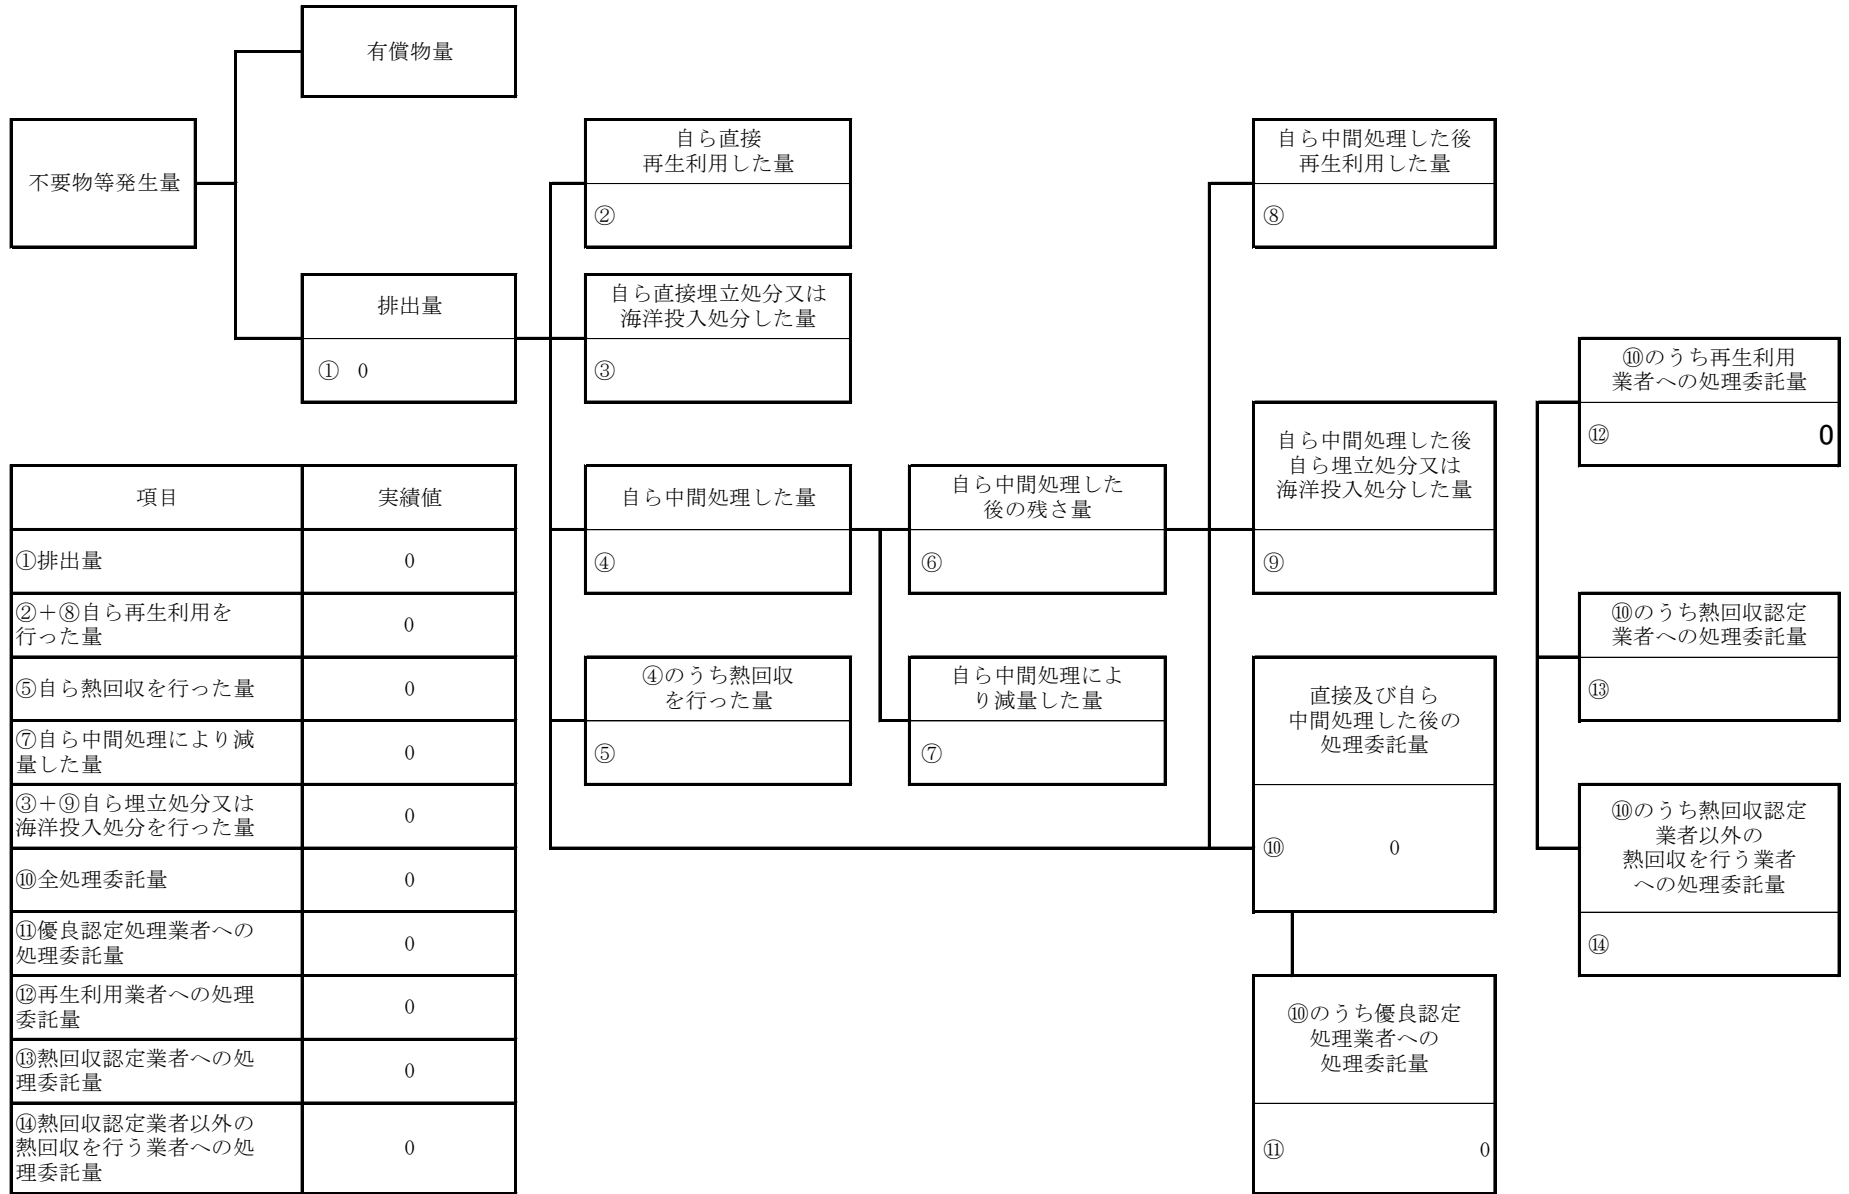 有償物量
不要物等発生量
排出量
① 0
自ら直接
再生利用した量
②
自ら直接埋立処分又は
海洋投入処分した量
③
自ら中間処理した量
④
④のうち熱回収
を行った量
⑤
自ら中間処理した
後の残さ量
⑥
自ら中間処理によ
り減量した量
⑦
自ら中間処理した後
再生利用した量
⑧
自ら中間処理した後
自ら埋立処分又は
海洋投入処分した量
⑨
直接及び自ら
中間処理した後の
処理委託量
⑩ 0
⑩のうち優良認定
処理業者への
処理委託量
⑪ 0
⑩のうち再生利用
業者への処理委託量
⑫ 0
⑩のうち熱回収認定
業者への処理委託量
⑬
⑩のうち熱回収認定
業者以外の
熱回収を行う業者
への処理委託量
⑭
項目 実績値
①排出量 0
②＋⑧自ら再生利用を
行った量 0
⑤自ら熱回収を行った量 0
⑦自ら中間処理により減
量した量 0
③＋⑨自ら埋立処分又は
海洋投入処分を行った量 0
⑩全処理委託量 0
⑪優良認定処理業者への
処理委託量 0
⑫再生利用業者への処理
委託量 0
⑬熱回収認定業者への処
理委託量 0
⑭熱回収認定業者以外の
熱回収を行う業者への処
理委託量 0